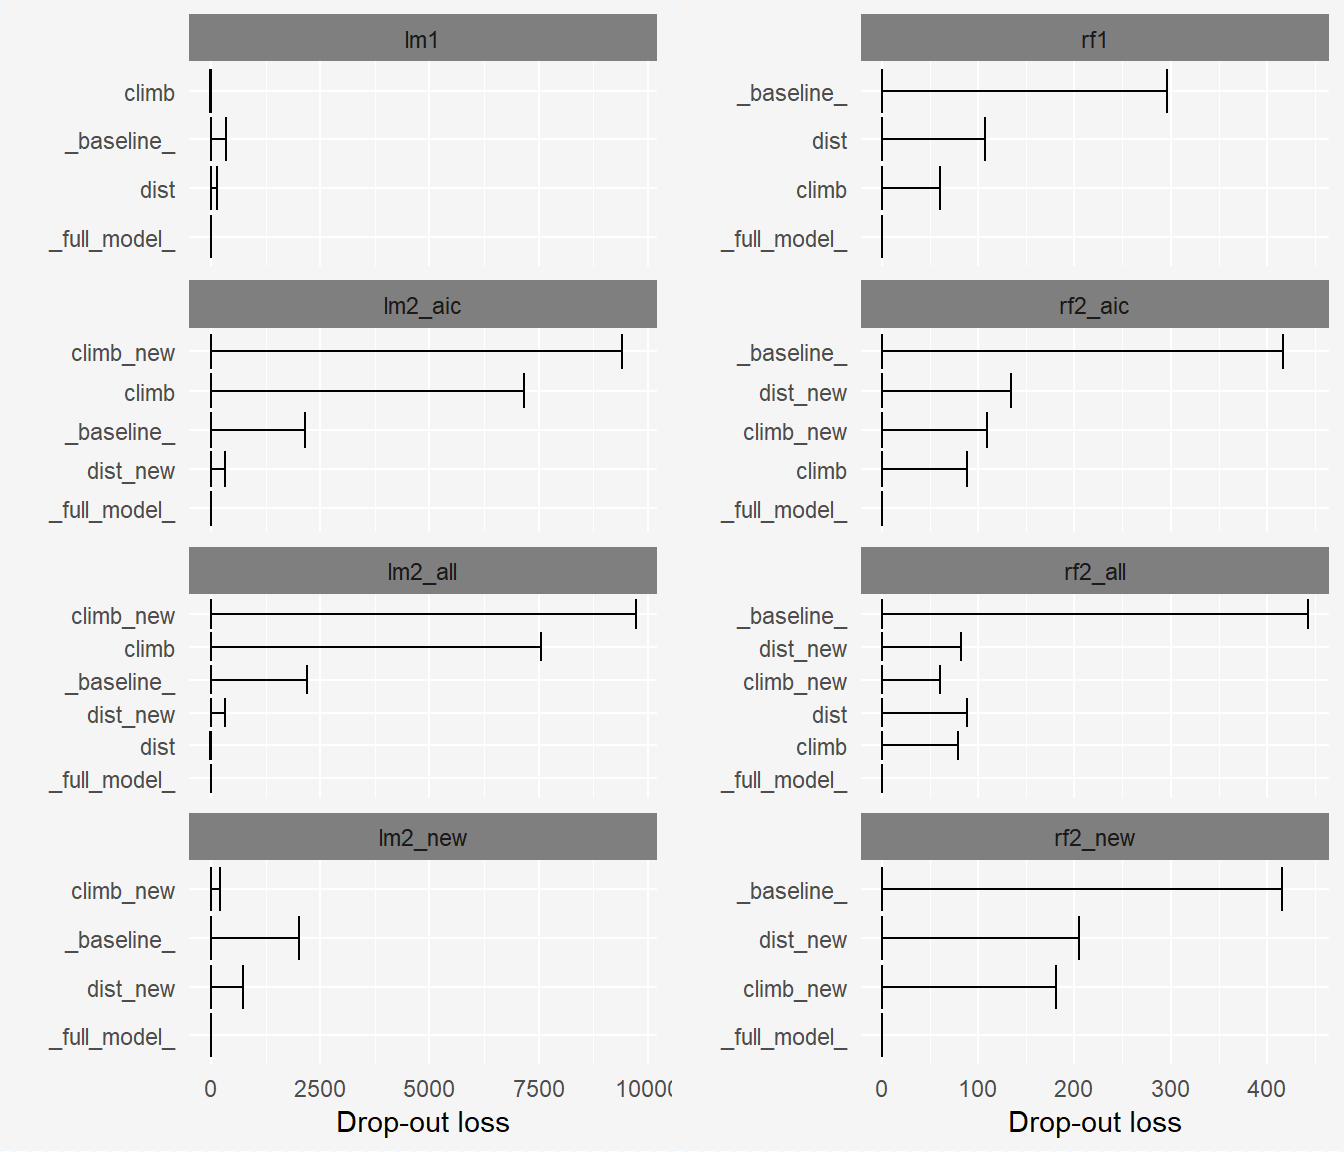 lm1
climb
_baseline_
dist
_full_model_
lm2_aic
climb_new
climb
_baseline_
dist_new
_full_model_
lm2_all
climb_new
climb
_baseline_
dist_new
dist
_full_model_
lm2_new
climb_new
_baseline_
dist_new
_full_model_
0 2500 5000 7500 10000
Drop-out loss
rf1
_baseline_
dist
climb
_full_model_
rf2_aic
_baseline_
dist_new
climb_new
climb
_full_model_
rf2_all
_baseline_
dist_new
climb_new
dist
climb
_full_model_
rf2_new
_baseline_
dist_new
climb_new
_full_model_
0 100 200 300 400
Drop-out loss